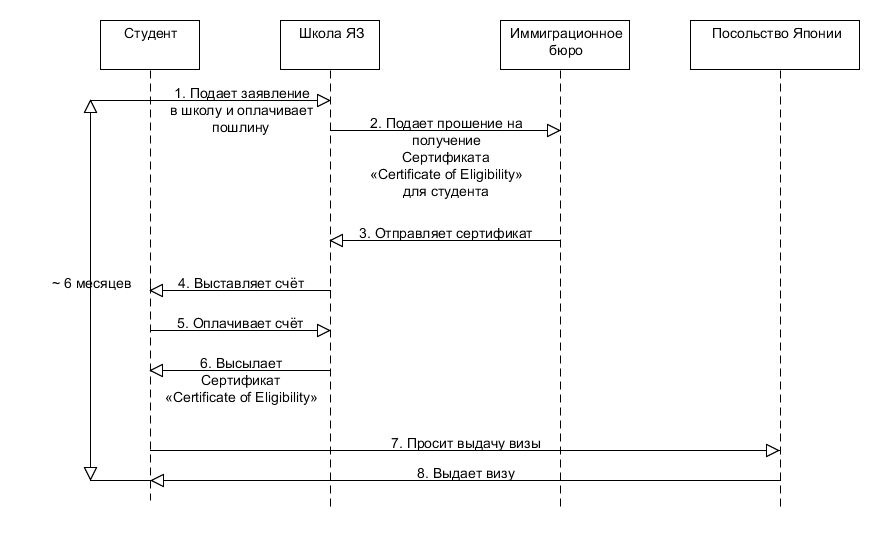 Студент
Школа ЯЗ
Иммиграционное
бюро
Посольство Японии
1. Подает заявление
в школу и оплачивает
пошлину
2. Подает прошение на
получение
Сертификата
«Certificate of Eligibility»
для студента
3. Отправляет сертификат
~ 6 месяцев
4. Выставляет счёт
5. Оплачивает счёт
6. Высылает
Сертификат
«Certificate of Eligibility»
7. Просит выдачу визы
8. Выдает визу